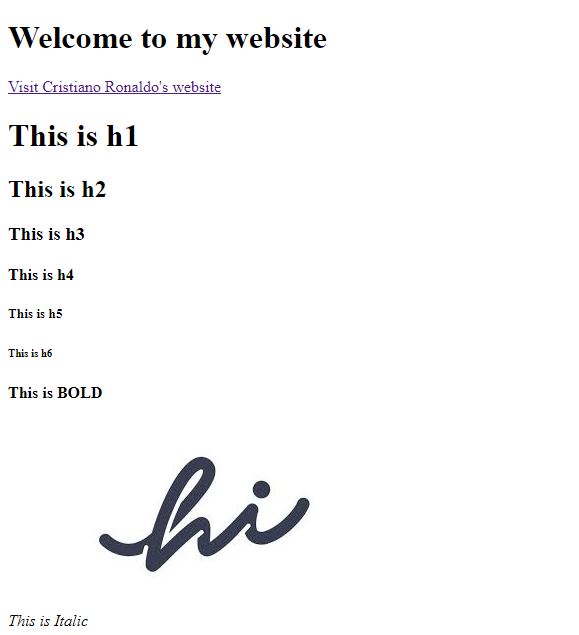 Welcome to my website
Visit Cristiano Ronaldo's website
This is h1
This is h2
This is h3
This is h4
This is h5
This is h6
This is BOLD
hi
This is Italic